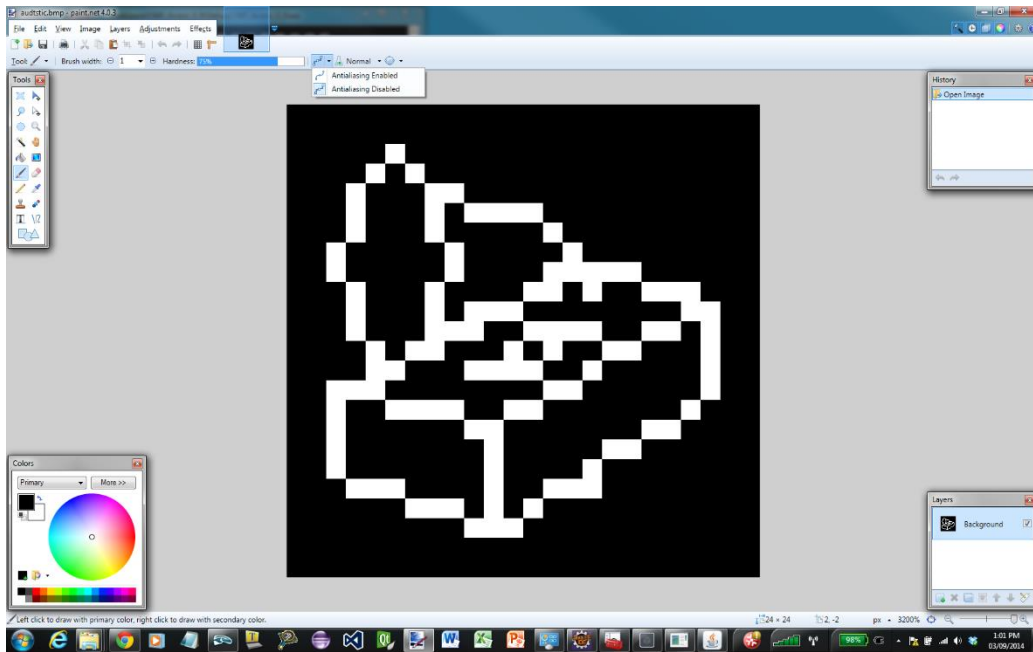 audtstic.bmp - paint.net 4.0.3
File Edit View Image Layers Adjustments Effects
Tool: Brush width: 1 Hardness: 75% Normal
Antialiasing Enabled
Antialiasing Disabled
Tools
History
Open Image
Colors
Primary
More >>
Layers
Background
Left click to draw with primary color, right click to draw with secondary color.
24 × 24
2, -2
px
3200%
98%
1:01 PM
03/09/2014